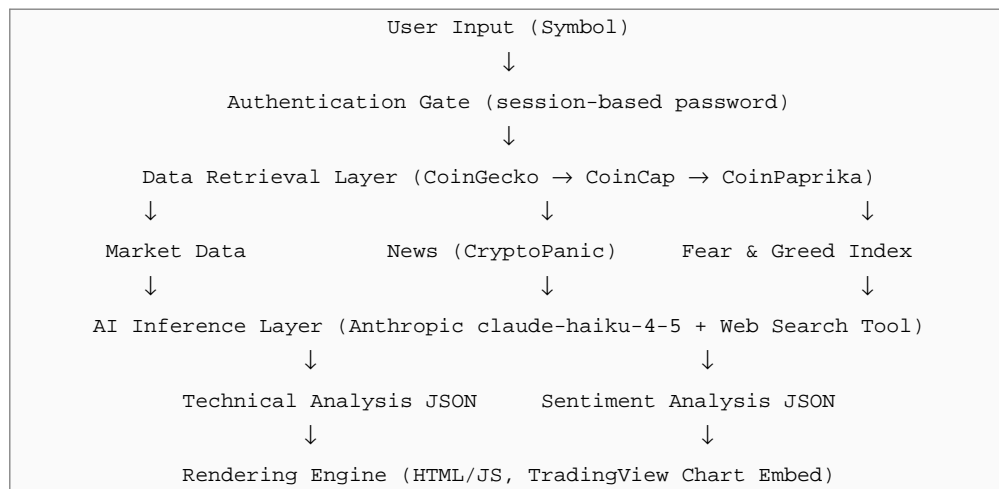 User Input (Symbol)
↓
Authentication Gate (session-based password)
↓
Data Retrieval Layer (CoinGecko → CoinCap → CoinPaprika)
↓ ↓ ↓
Market Data News (CryptoPanic) Fear & Greed Index
↓ ↓ ↓
AI Inference Layer (Anthropic claude-haiku-4-5 + Web Search Tool)
↓ ↓
Technical Analysis JSON Sentiment Analysis JSON
↓ ↓
Rendering Engine (HTML/JS, TradingView Chart Embed)